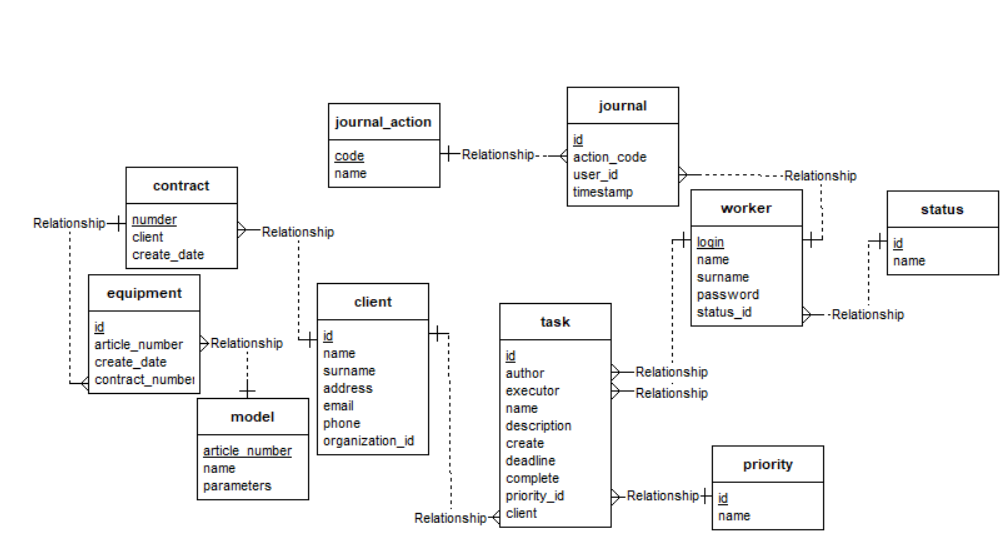 journal_action
code
name
Relationship
journal
id
action_code
user_id
timestamp
Relationship
contract
numder
client
create_date
Relationship
Relationship
worker
login
name
surname
password
status_id
status
id
name
Relationship
equipment
id
article_number
create_date
contract_number
Relationship
client
id
name
surname
address
email
phone
organization_id
model
article_number
name
parameters
task
id
author
executor
name
description
create
deadline
complete
priority_id
client
Relationship
Relationship
Relationship
Relationship
priority
id
name